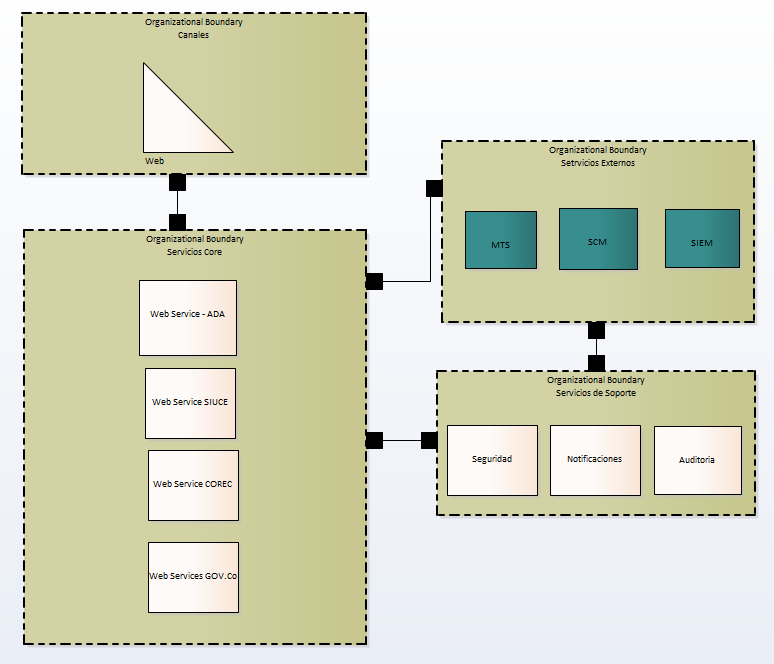 Organizational Boundary
Canales
Web
Organizational Boundary
Servicios Core
Web Service - ADA
Web Service SIUCE
Web Service COREC
Web Services GOV.Co
Organizational Boundary
Setrvicios Externos
MTS
SCM
SIEM
Organizational Boundary
Servicios de Soporte
Seguridad
Notificaciones
Auditoria